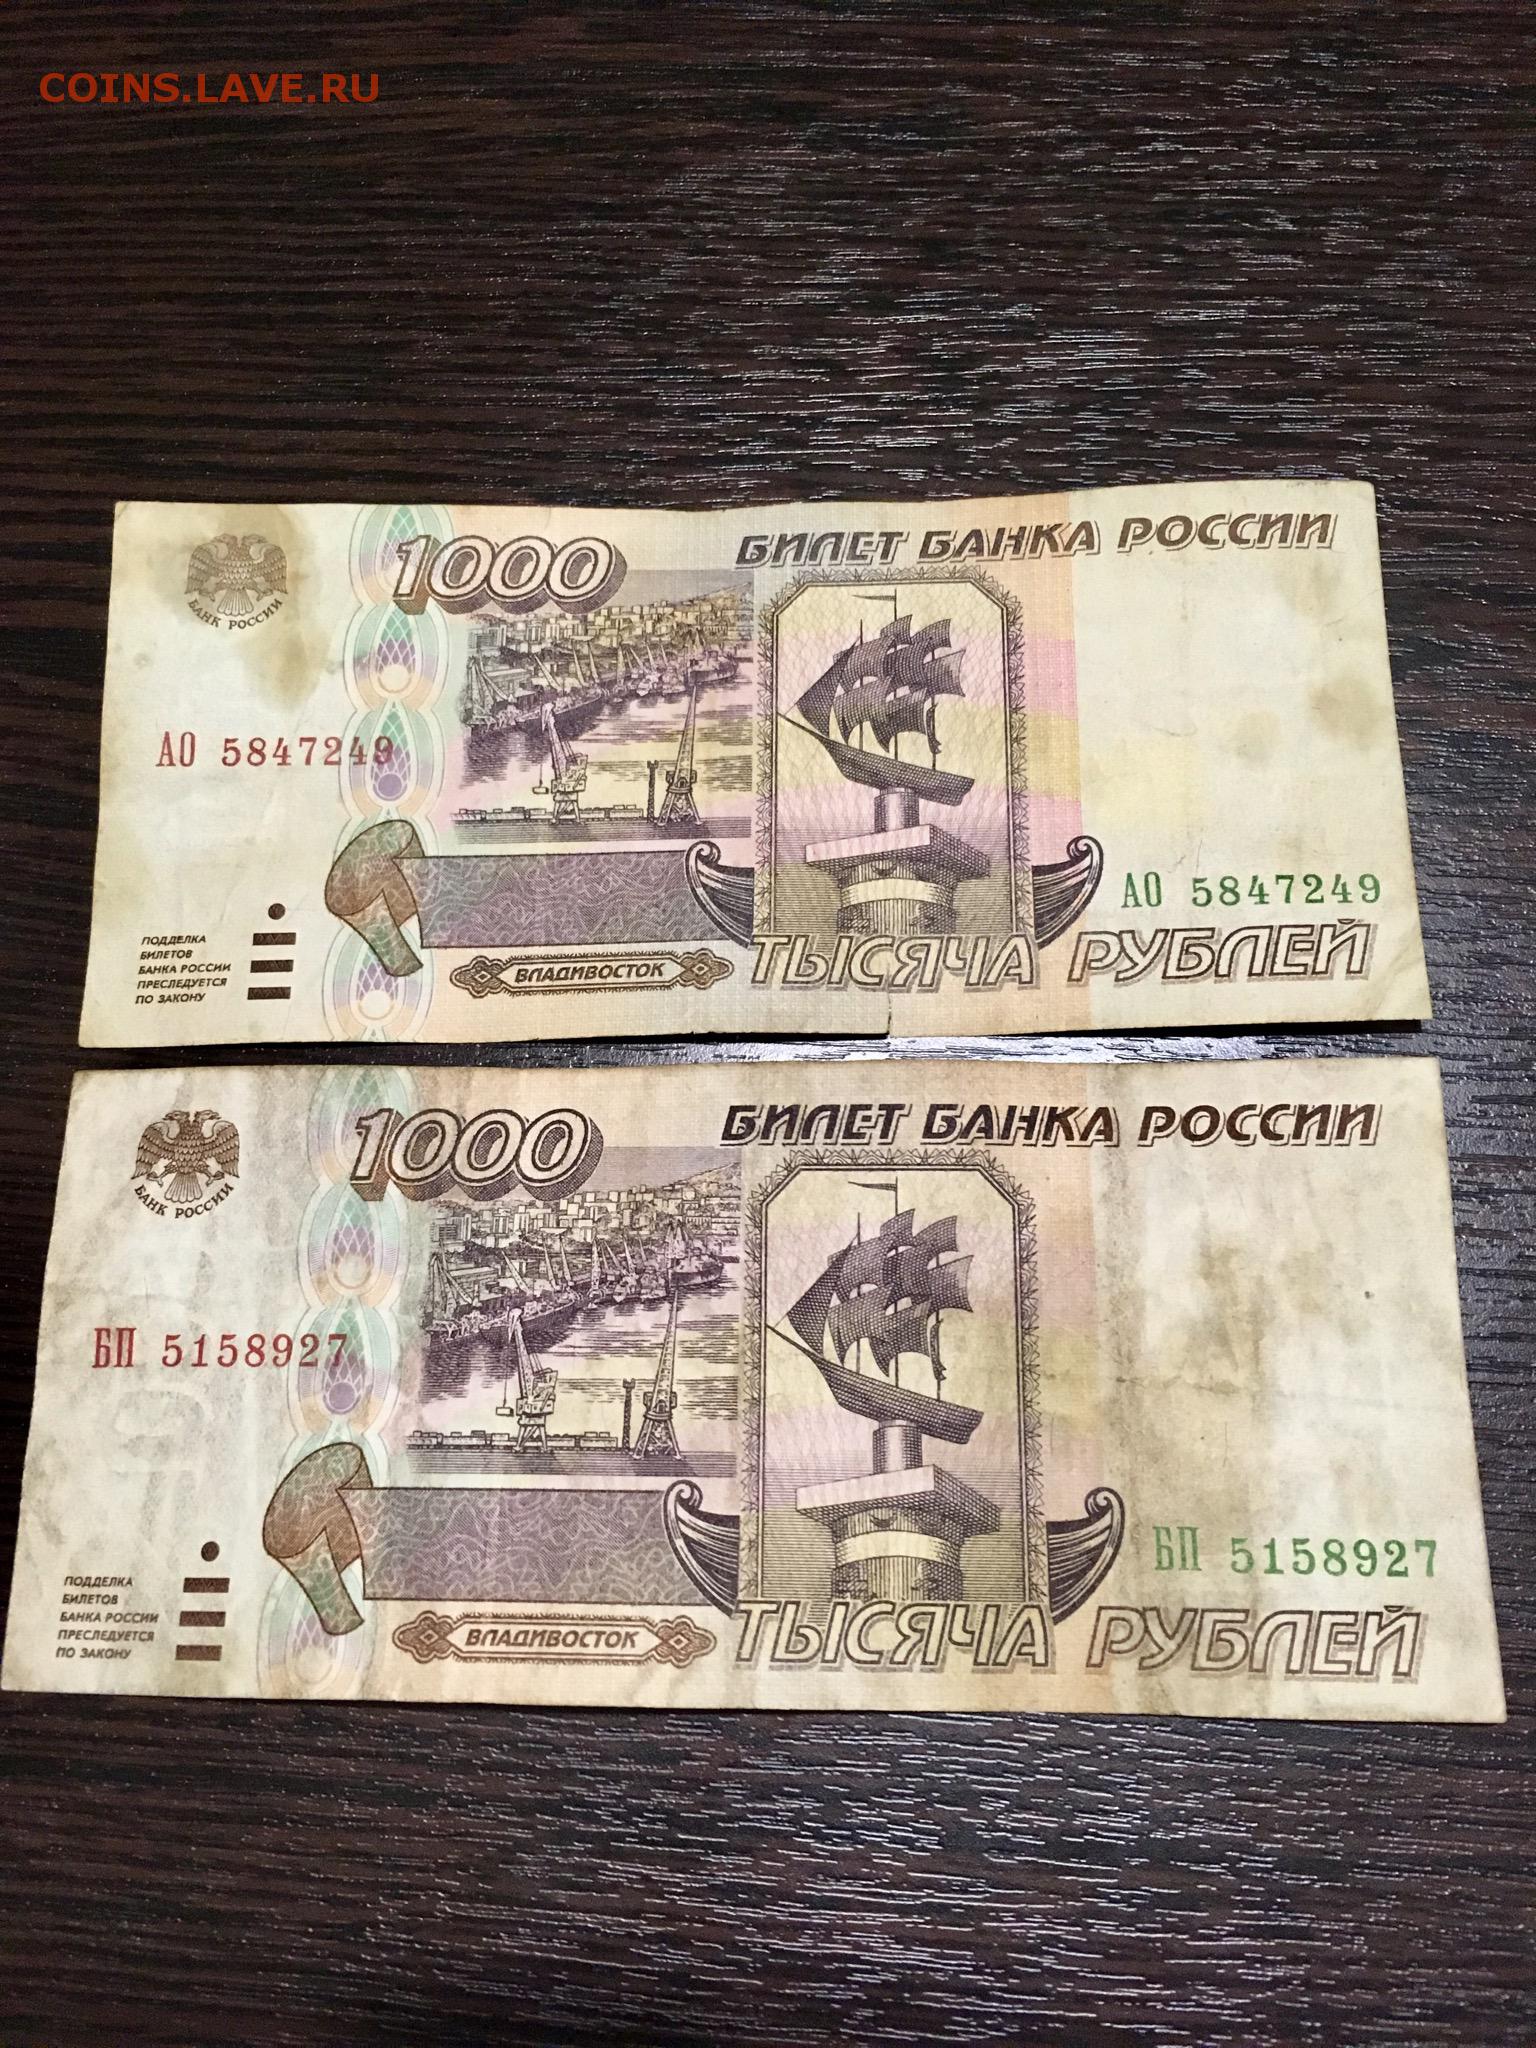 COINS.LAVE.RU
1000
БИЛЕТ БАНКА РОССИИ
БАНК РОССИИ
АО 5847249
АО 5847249
ПОДДЕЛКА
БИЛЕТОВ
БАНКА РОССИИ
ПРЕСЛЕДУЕТСЯ
ПО ЗАКОНУ
ВЛАДИВОСТОК
ТЫСЯЧА РУБЛЕЙ
1000
БИЛЕТ БАНКА РОССИИ
БАНК РОССИИ
БП 5158927
БП 5158927
ПОДДЕЛКА
БИЛЕТОВ
БАНКА РОССИИ
ПРЕСЛЕДУЕТСЯ
ПО ЗАКОНУ
ВЛАДИВОСТОК
ТЫСЯЧА РУБЛЕЙ